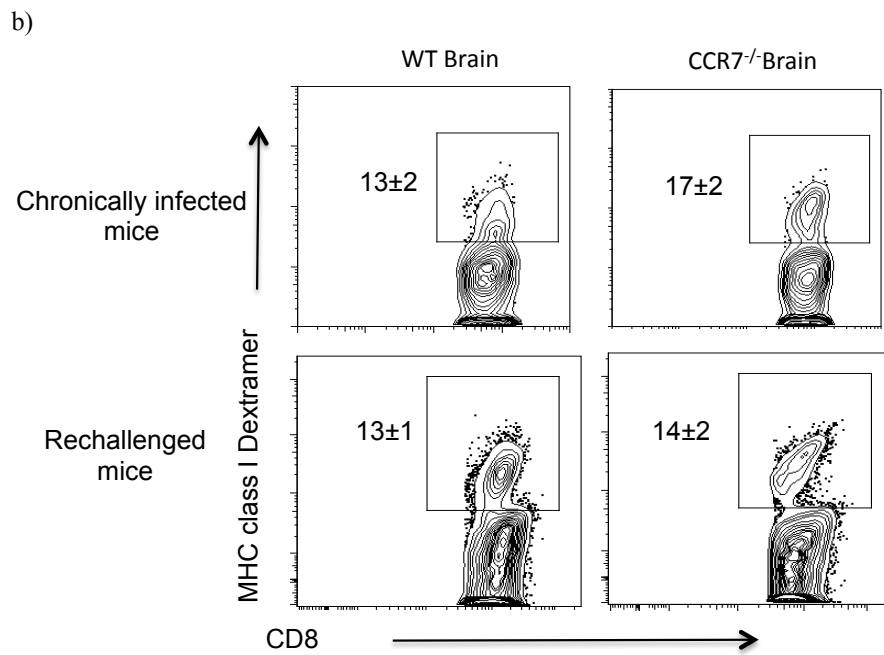 b)
WT Brain
CCR7-/-Brain
Chronically infected
mice
13±2
17±2
Rechallenged
mice
13±1
14±2
MHC class I Dextramer
CD8